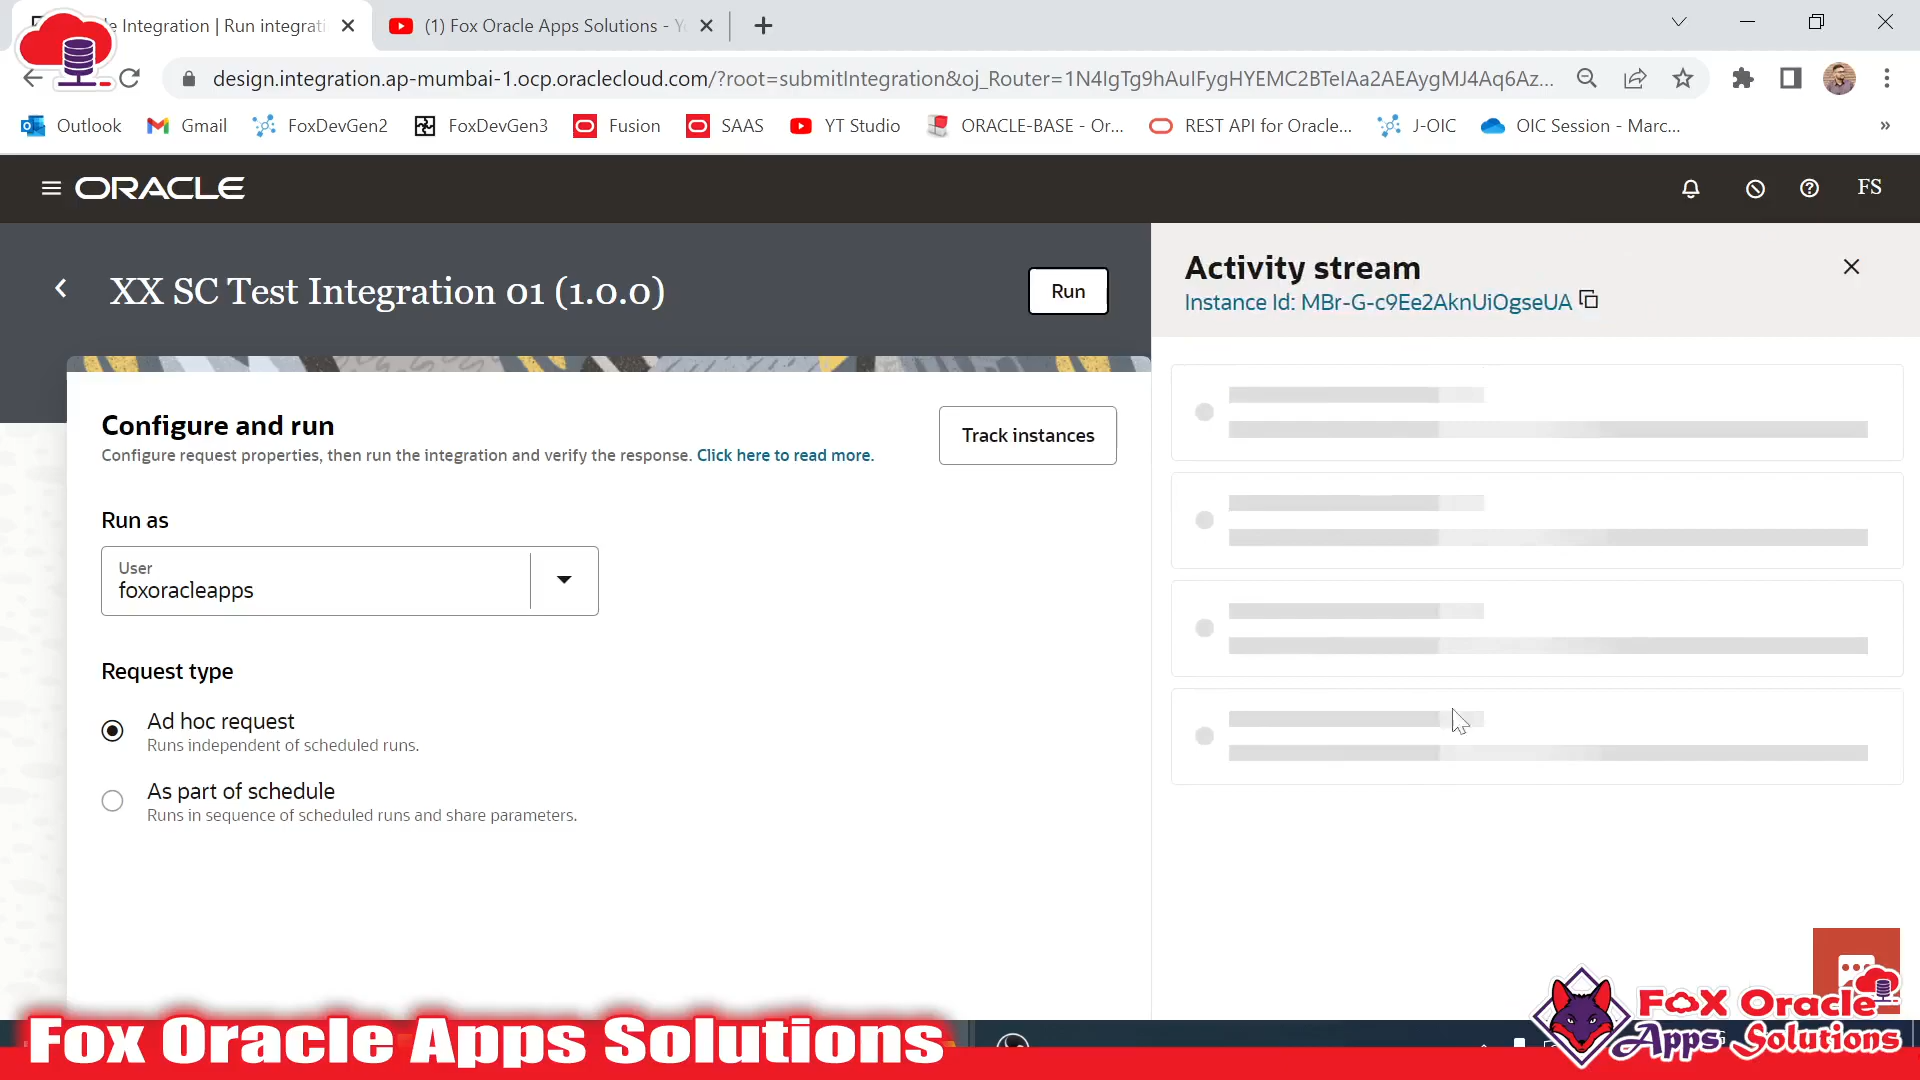 Integration | Run integrati
(1) Fox Oracle Apps Solutions - Y
design.integration.ap-mumbai-1.ocp.oraclecloud.com/?root=submitIntegration&oj_Router=1N4IgTg9hAuIFygHYEMC2BTeIAa2AEAygMJ4Aq6Az...
Outlook
Gmail
FoxDevGen2
FoxDevGen3
Fusion
SAAS
YT Studio
ORACLE-BASE - Or...
REST API for Oracle...
J-OIC
OIC Session - Marc...
»
ORACLE
FS
XX SC Test Integration 01 (1.0.0)
Run
Activity stream
Instance Id: MBr-G-c9Ee2AknUiOgseUA
Configure and run
Configure request properties, then run the integration and verify the response. Click here to read more.
Track instances
Run as
User
foxoracleapps
Request type
Ad hoc request
Runs independent of scheduled runs.
As part of schedule
Runs in sequence of scheduled runs and share parameters.
Fox Oracle Apps Solutions
Fox Oracle
Apps Solutions